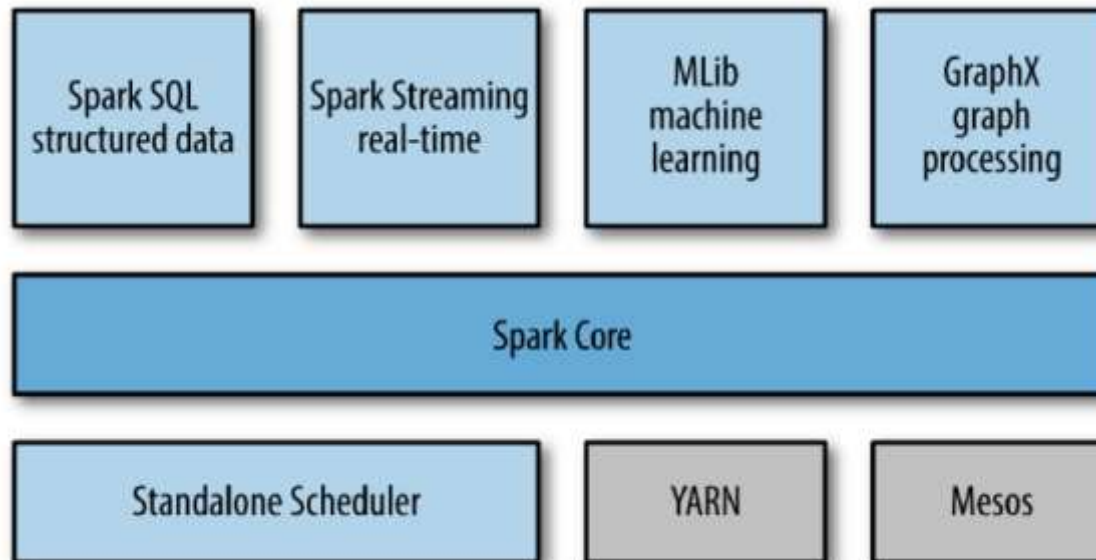 Spark SQL
structured data
Spark Streaming
real-time
MLib
machine
learning
GraphX
graph
processing
Spark Core
Standalone Scheduler
YARN
Mesos